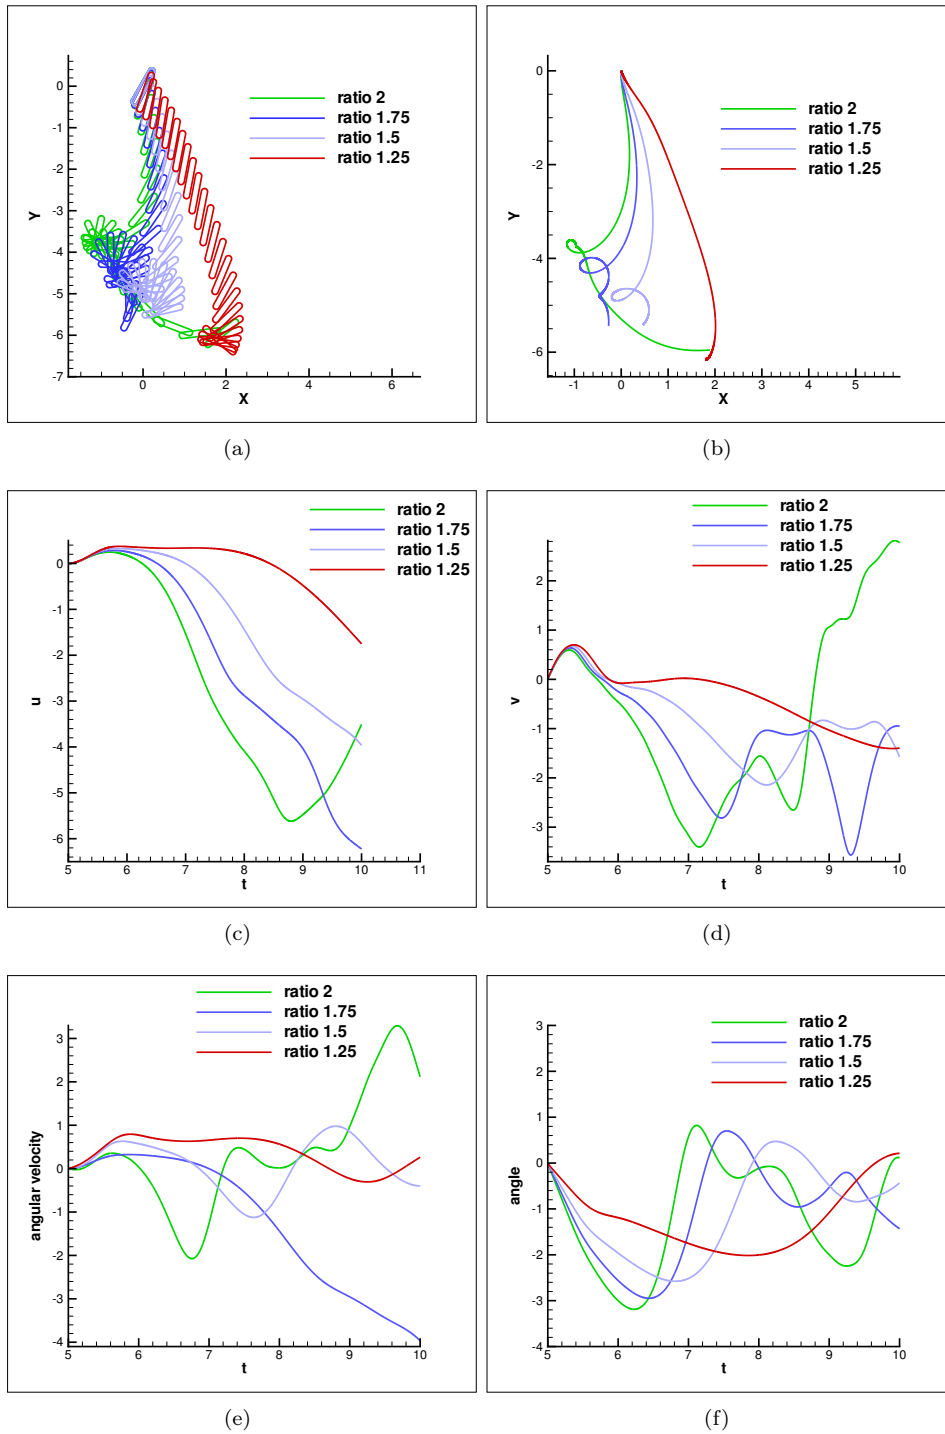 0
-1
-2
-3
-4
-5
-6
-7
Y
0
2
4
6
X
ratio 2
ratio 1.75
ratio 1.5
ratio 1.25
(a)
0
-2
-4
-6
Y
-1
0
1
2
3
4
5
X
ratio 2
ratio 1.75
ratio 1.5
ratio 1.25
(b)
ratio 2
ratio 1.75
ratio 1.5
ratio 1.25
0
-1
-2
-3
-4
-5
-6
u
5
6
7
8
9
10
11
t
(c)
ratio 2
ratio 1.75
ratio 1.5
ratio 1.25
2
1
0
-1
-2
-3
v
5
6
7
8
9
10
t
(d)
ratio 2
ratio 1.75
ratio 1.5
ratio 1.25
3
2
1
0
-1
-2
-3
-4
angular velocity
5
6
7
8
9
10
t
(e)
ratio 2
ratio 1.75
ratio 1.5
ratio 1.25
3
2
1
0
-1
-2
-3
-4
angle
5
6
7
8
9
10
t
(f)